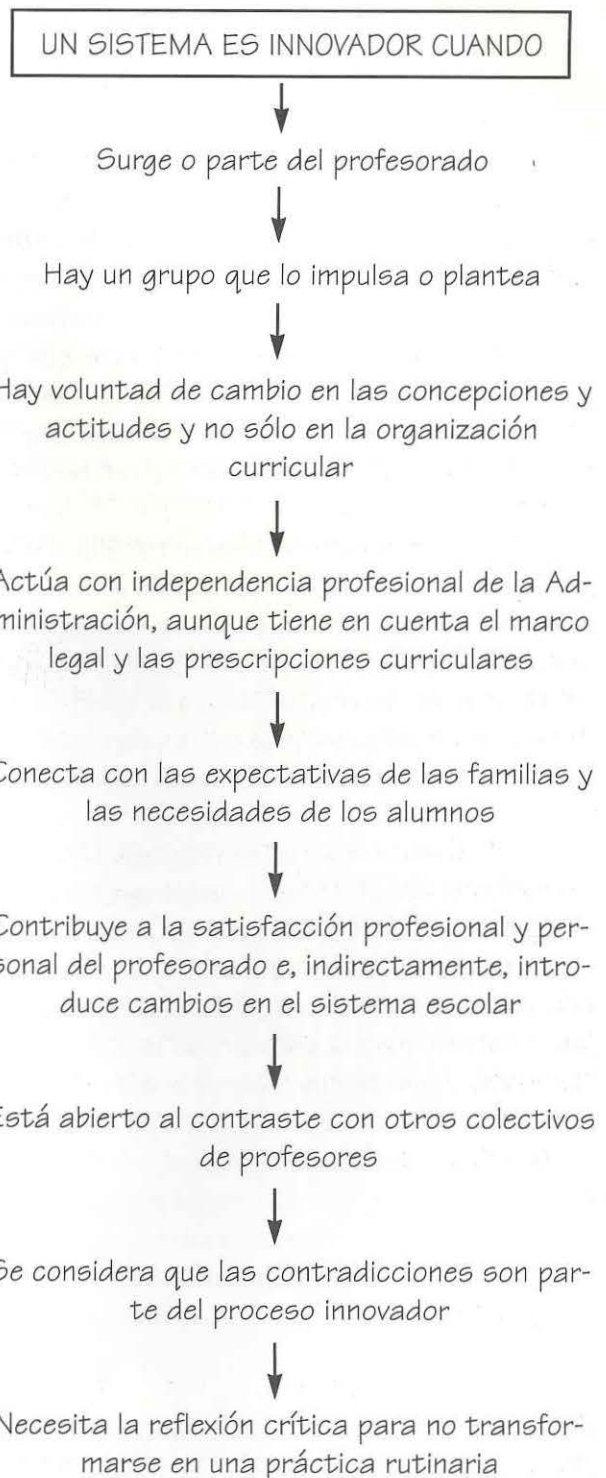 UN SISTEMA ES INNOVADOR CUANDO
Surge o parte del profesorado
Hay un grupo que lo impulsa o plantea
Hay voluntad de cambio en las concepciones y
actitudes y no sólo en la organización
curricular
Actúa con independencia profesional de la Ad-
ministración, aunque tiene en cuenta el marco
legal y las prescripciones curriculares
Conecta con las expectativas de las familias y
las necesidades de los alumnos
Contribuye a la satisfacción profesional y per-
sonal del profesorado e, indirectamente, intro-
duce cambios en el sistema escolar
Está abierto al contraste con otros colectivos
de profesores
Se considera que las contradicciones son par-
te del proceso innovador
Necesita la reflexión crítica para no transfor-
marse en una práctica rutinaria